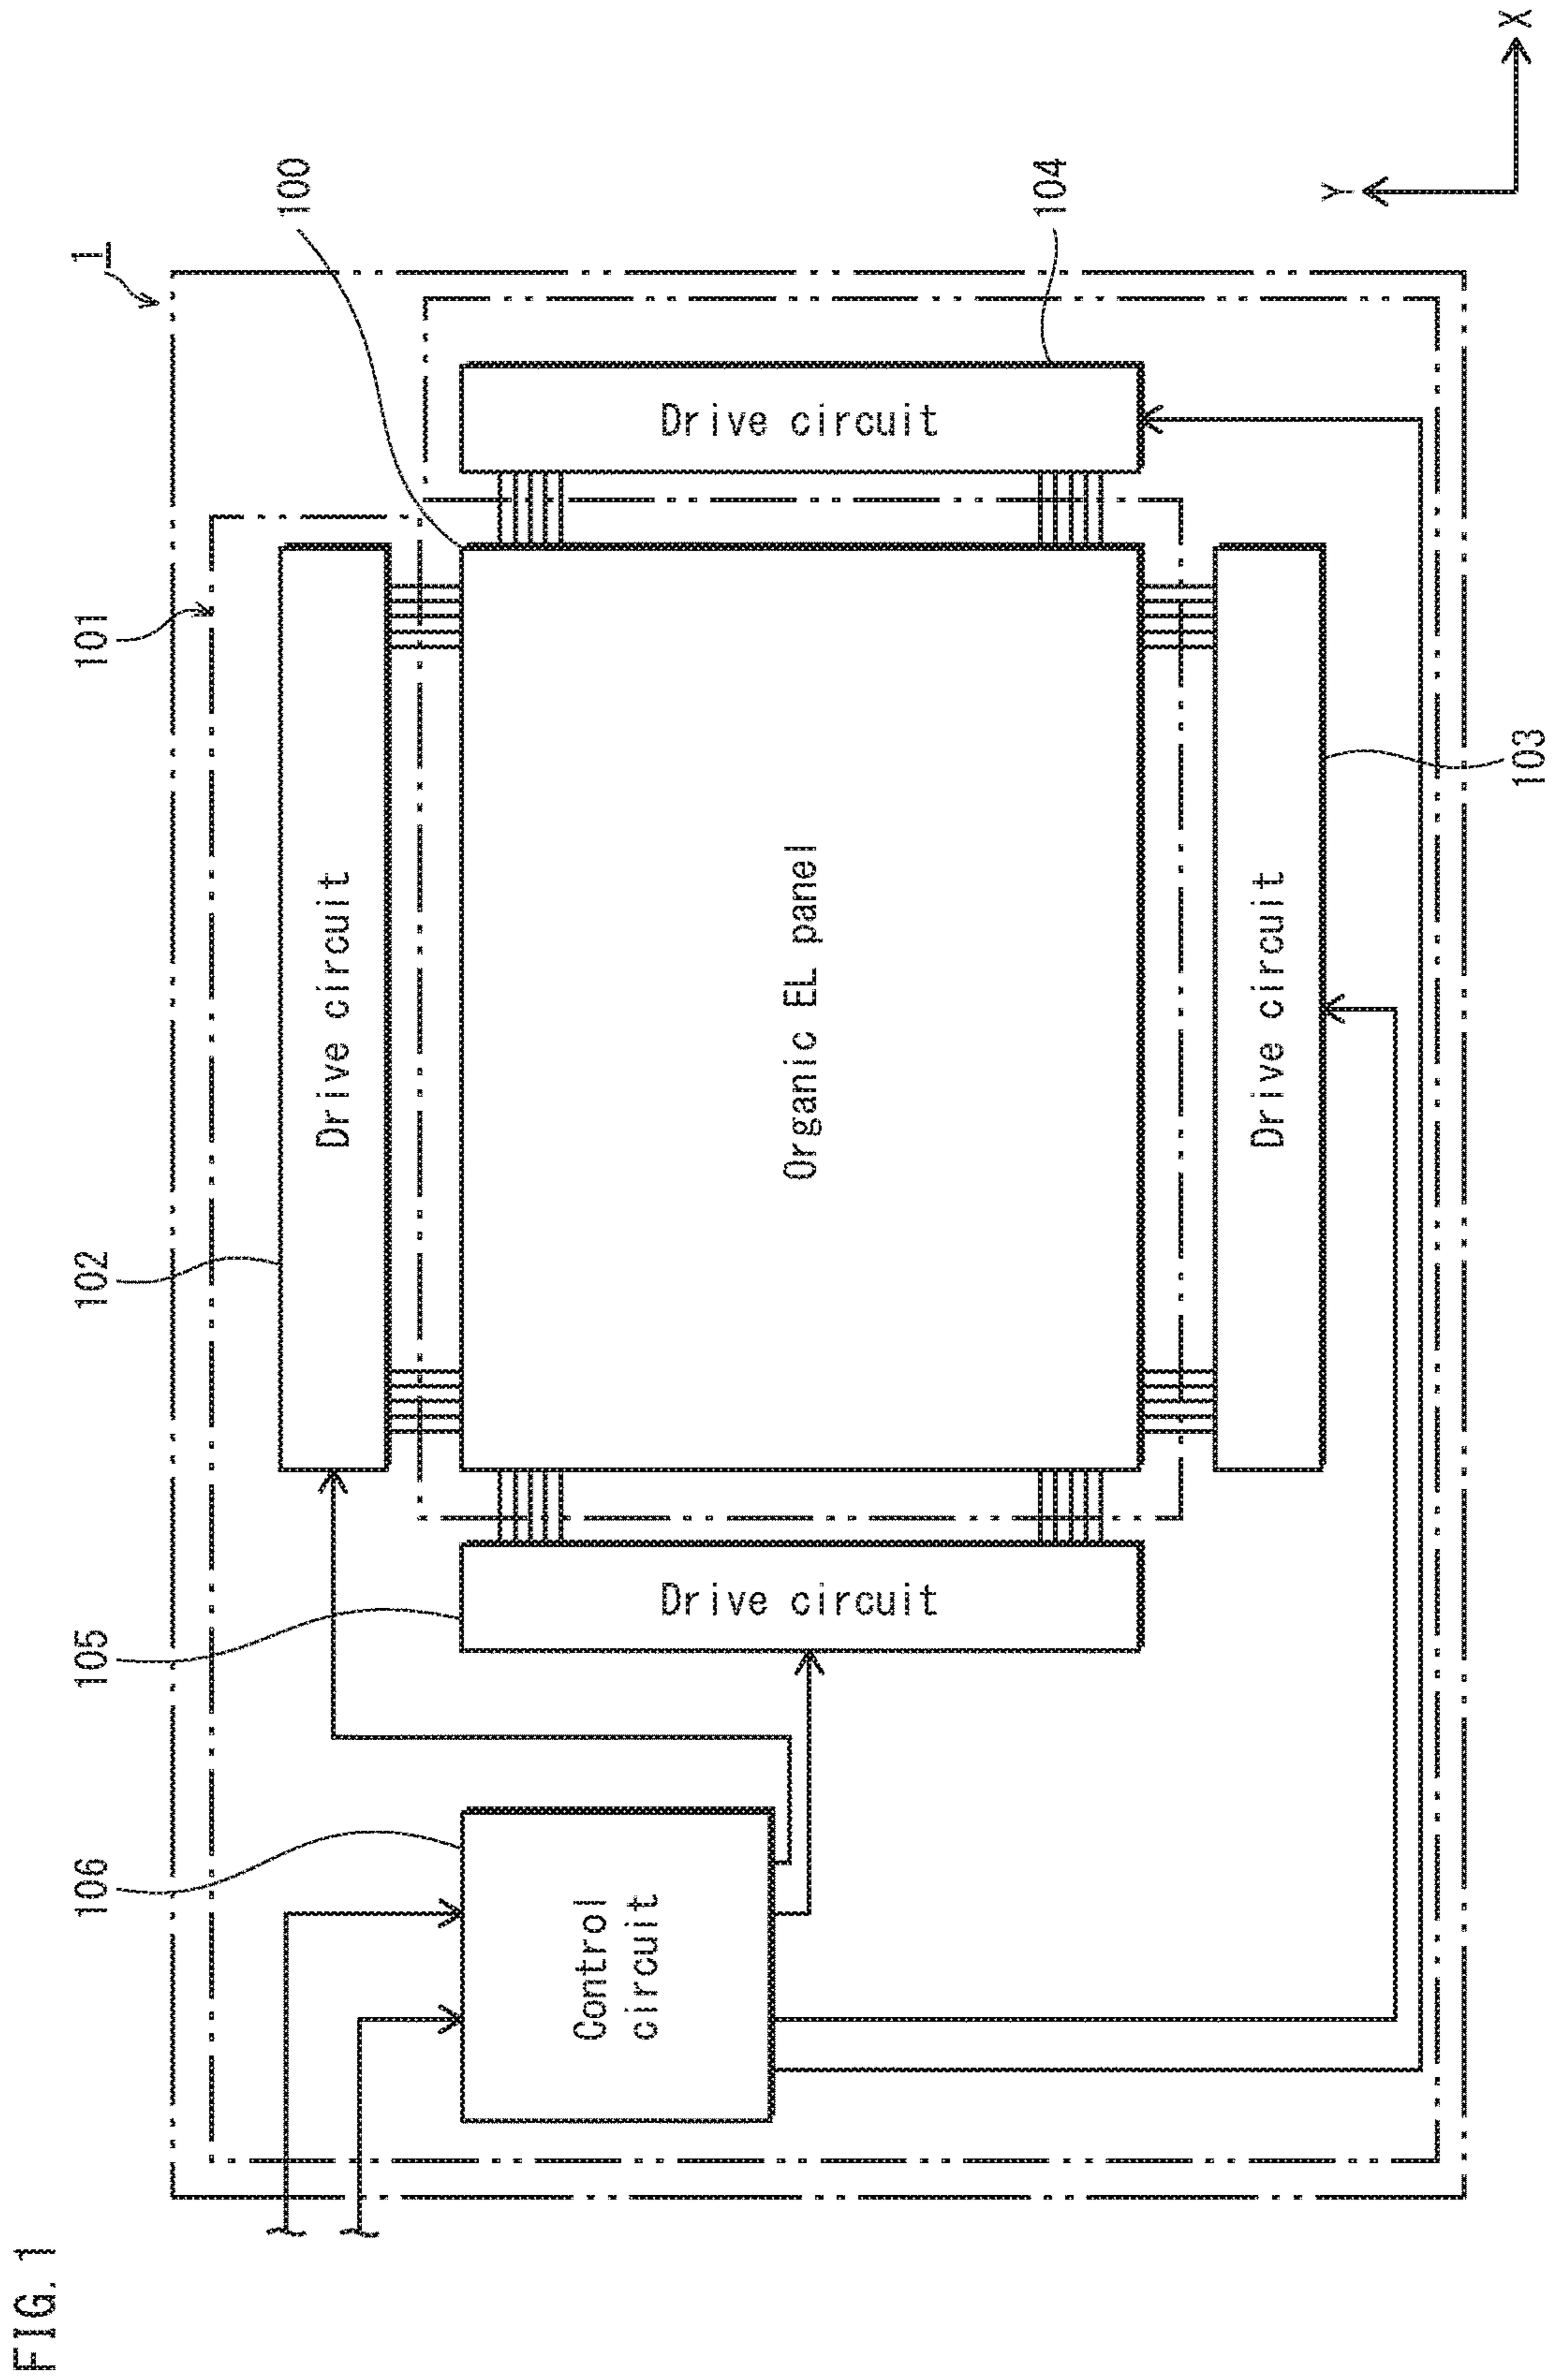 FIG. 1
106
105
102
101
1
100
Drive circuit
Control
circuit
Drive circuit
Organic EL panel
Drive circuit
104
Drive circuit
Y
103
X